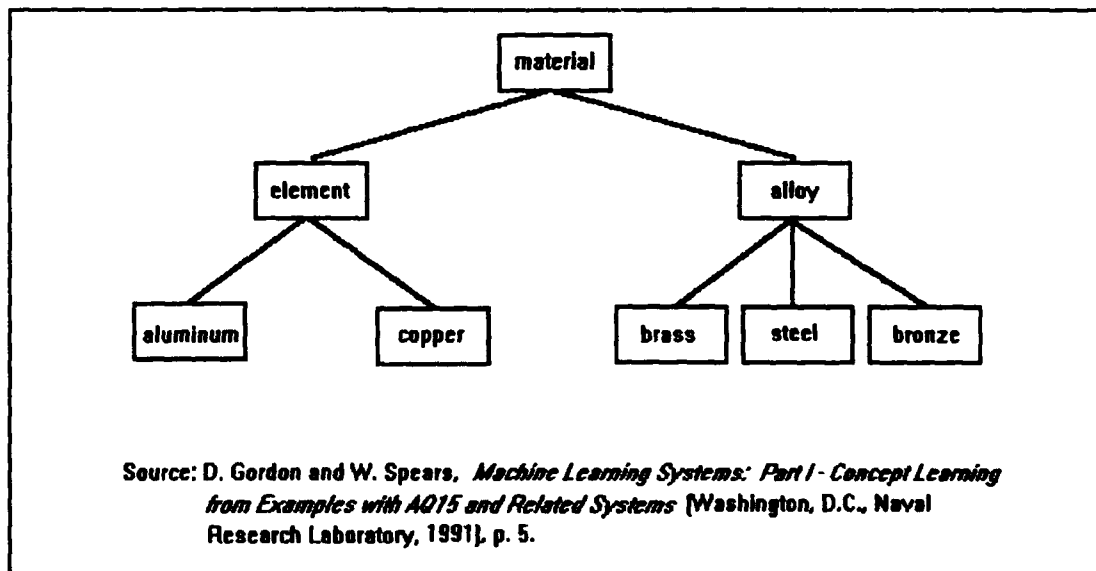 material
element
alloy
aluminum
copper
brass
steel
bronze
Source: D. Gordon and W. Spears, Machine Learning Systems: Part I - Concept Learning
from Examples with AQ15 and Related Systems (Washington, D.C., Naval
Research Laboratory, 1991), p. 5.